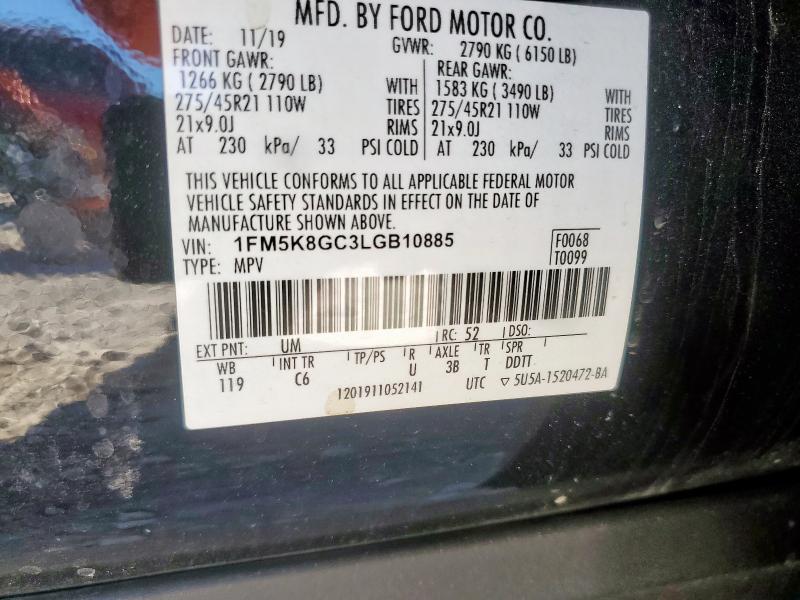 MFD. BY FORD MOTOR CO.
DATE: 11/19 GVWR: 2790 KG ( 6150 LB)
FRONT GAWR: REAR GAWR:
1266 KG ( 2790 LB) WITH 1583 KG ( 3490 LB) WITH
275/45R21 110W TIRES 275/45R21 110W TIRES
21x9.0J RIMS 21x9.0J RIMS
AT 230 kPa/ 33 PSI COLD AT 230 kPa/ 33 PSI COLD
THIS VEHICLE CONFORMS TO ALL APPLICABLE FEDERAL MOTOR
VEHICLE SAFETY STANDARDS IN EFFECT ON THE DATE OF
MANUFACTURE SHOWN ABOVE.
VIN: 1FM5K8GC3LGB10885 F0068
TYPE: MPV T0099
EXT PNT: UM RC: 52 DSO:
WB INT TR TP/PS R AXLE TR SPR
119 C6 U 3B T DDTT
1201911052141 UTC ▽ 5U5A-1520472-BA